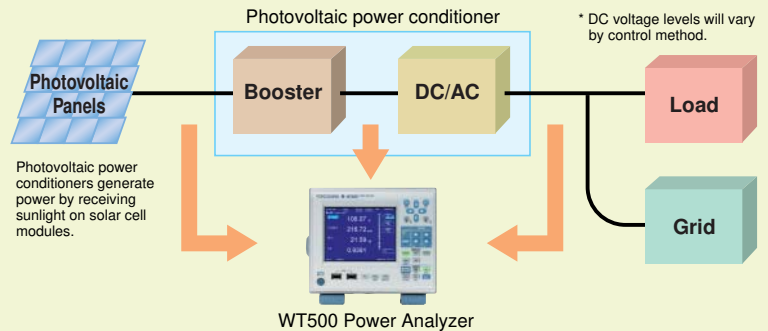 Photovoltaic power conditioner
* DC voltage levels will vary
by control method.
Photovoltaic
Panels
Booster
DC/AC
Load
Photovoltaic power
conditioners generate
power by receiving
sunlight on solar cell
modules.
Grid
WT500 Power Analyzer